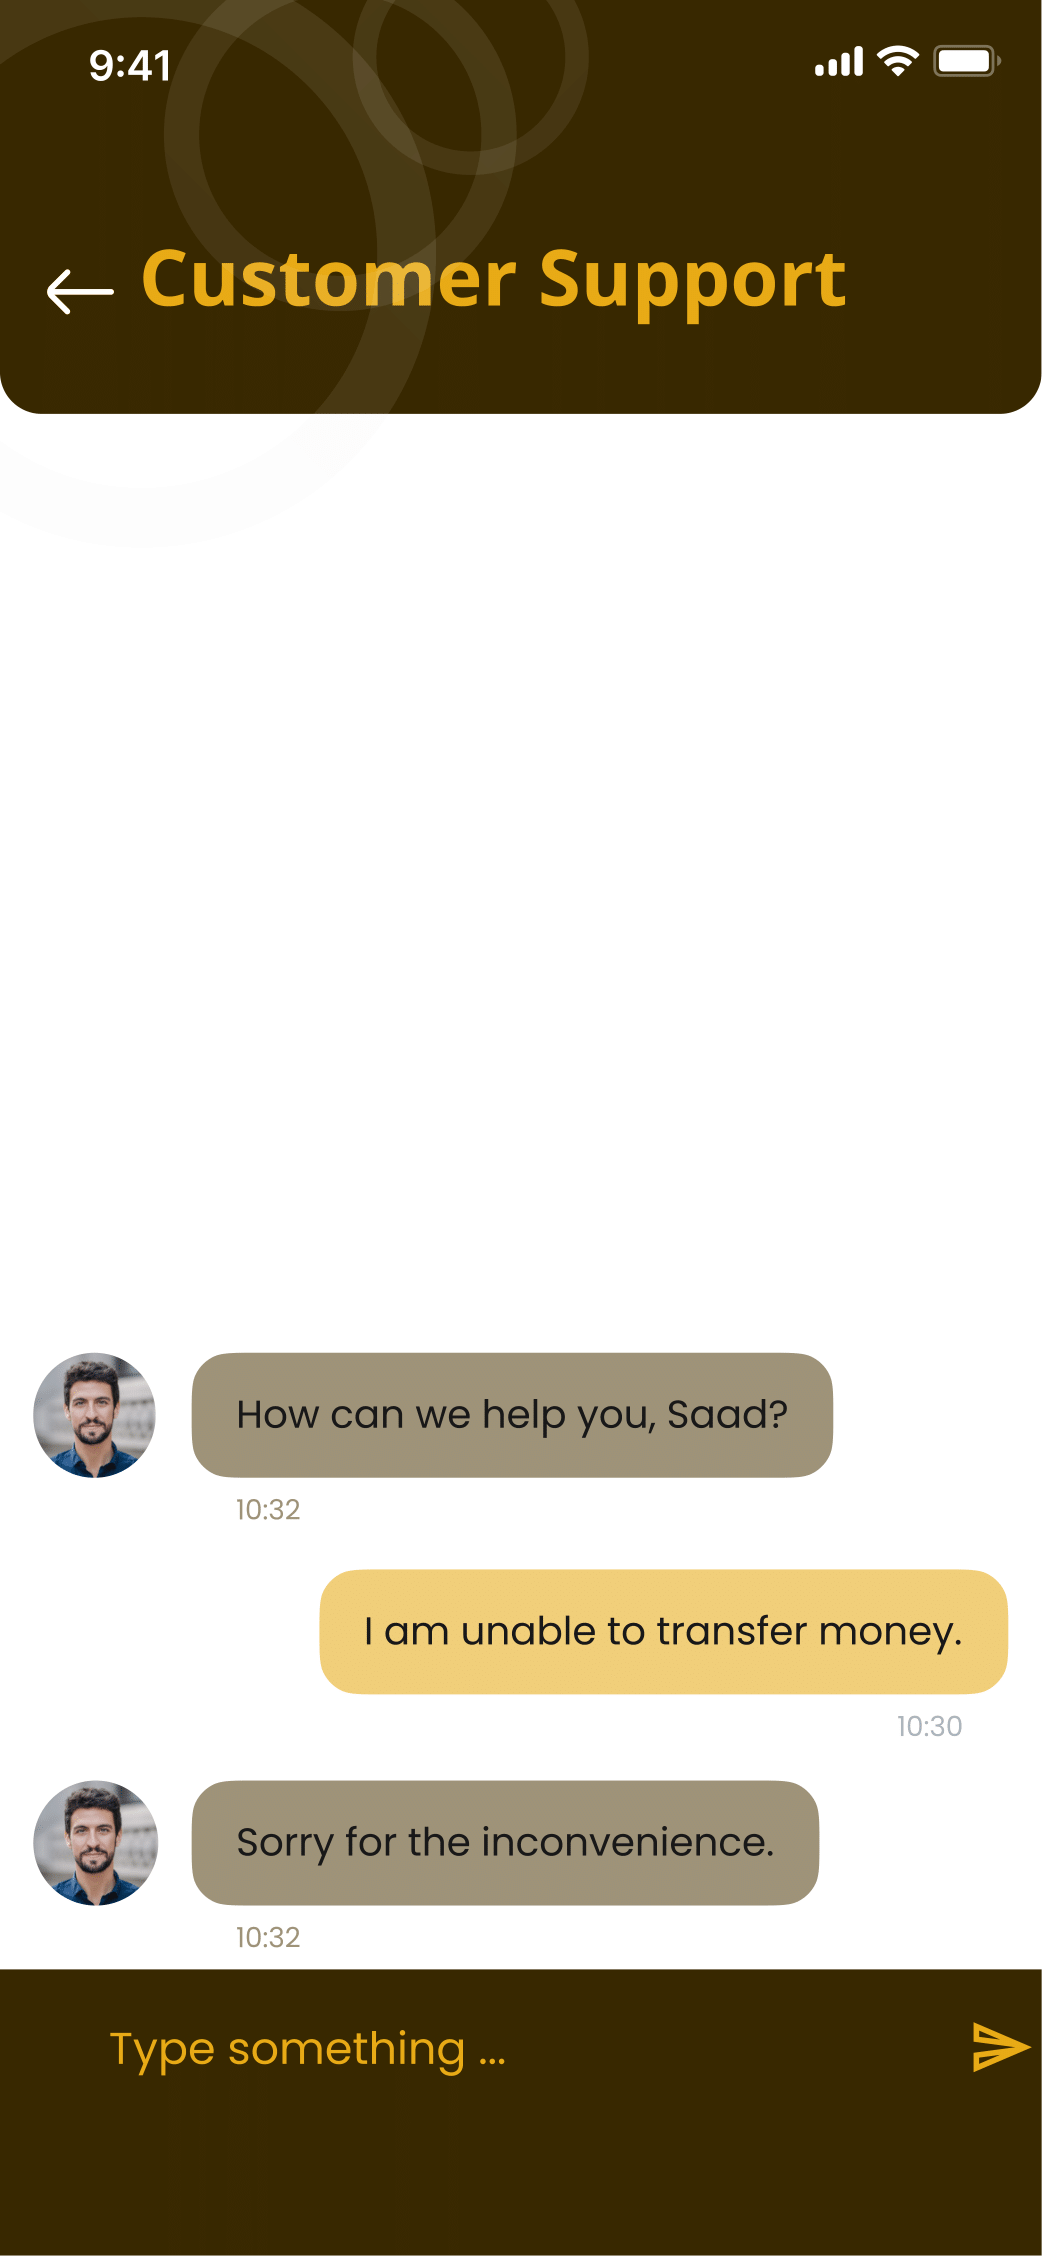 9:41
Customer Support
How can we help you, Saad?
10:32
I am unable to transfer money.
10:30
Sorry for the inconvenience.
10:32
Type something ...